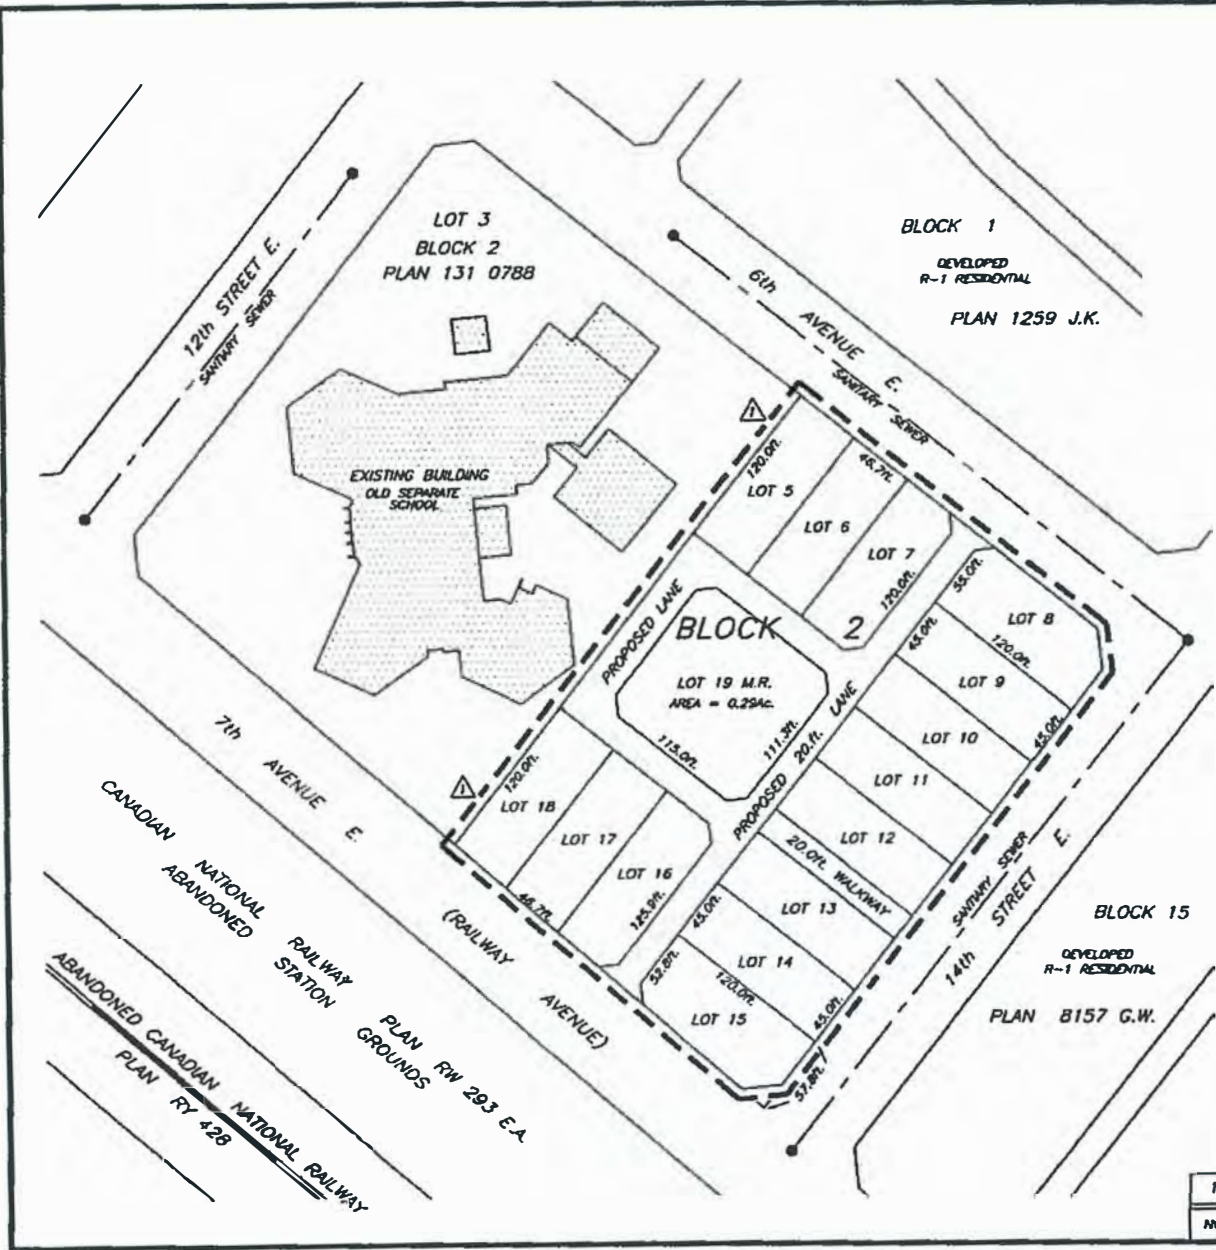 LOT 3
BLOCK 2
PLAN 131 0788
12th STREET E.
SANITARY SEWER
BLOCK 1
DEVELOPED
R-1 RESIDENTIAL
PLAN 1259 J.K.
6th AVENUE E.
SANITARY SEWER
EXISTING BUILDING
OLD SEPARATE
SCHOOL
1
120.0ft.
46.7ft.
LOT 5
LOT 6
LOT 7
120.0ft.
55.0ft.
LOT 8
120.0ft.
45.0ft.
LOT 9
45.0ft.
LOT 10
LOT 11
LOT 12
20.0ft. WALKWAY
PROPOSED LANE
BLOCK 2
LOT 19 M.R.
AREA = 0.29Ac.
115.0ft.
111.3ft.
PROPOSED 20.ft. LANE
1
120.0ft.
LOT 18
LOT 17
LOT 16
46.7ft.
125.9ft.
45.0ft.
LOT 13
LOT 14
52.8ft.
120.0ft.
45.0ft.
LOT 15
57.8ft.
SANITARY SEWER
14th STREET E.
BLOCK 15
DEVELOPED
R-1 RESIDENTIAL
PLAN 8157 G.W.
7th AVENUE E.
(RAILWAY AVENUE)
CANADIAN NATIONAL RAILWAY PLAN RW 293 E.A.
ABANDONED STATION GROUNDS
ABANDONED CANADIAN NATIONAL RAILWAY
PLAN RY 428